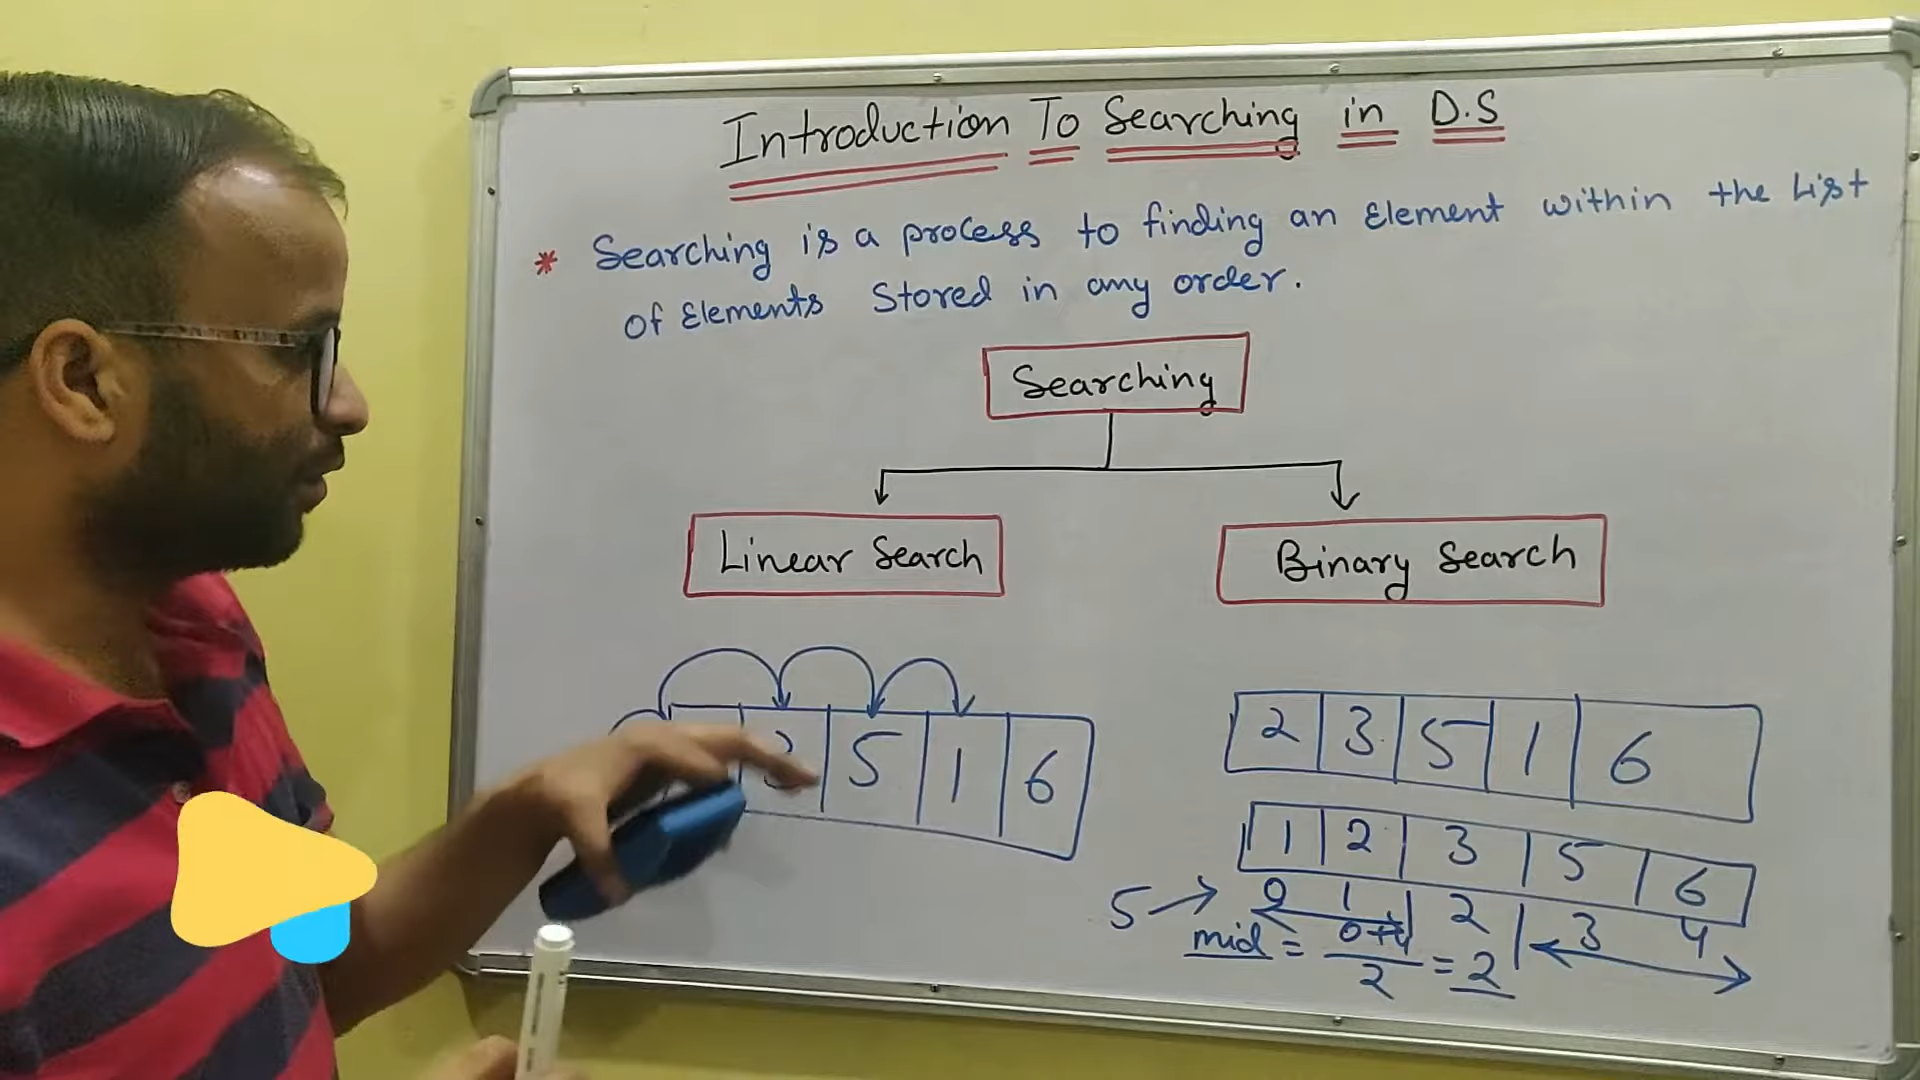 Introduction To Searching in D.S
* Searching is a process to finding an Element within the List
Of Elements Stored in any order.
Searching
Linear Search
Binary Search
5 1 6
2 3 5 1 6
1 2 3 5 6
5 → 0 1 2 3 4
mid = 0+4/2 = 2